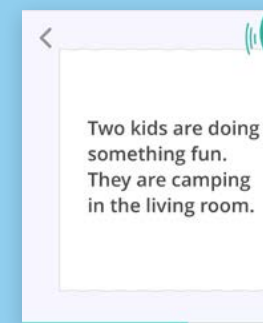 Two kids are doing
something fun.
They are camping
in the living room.